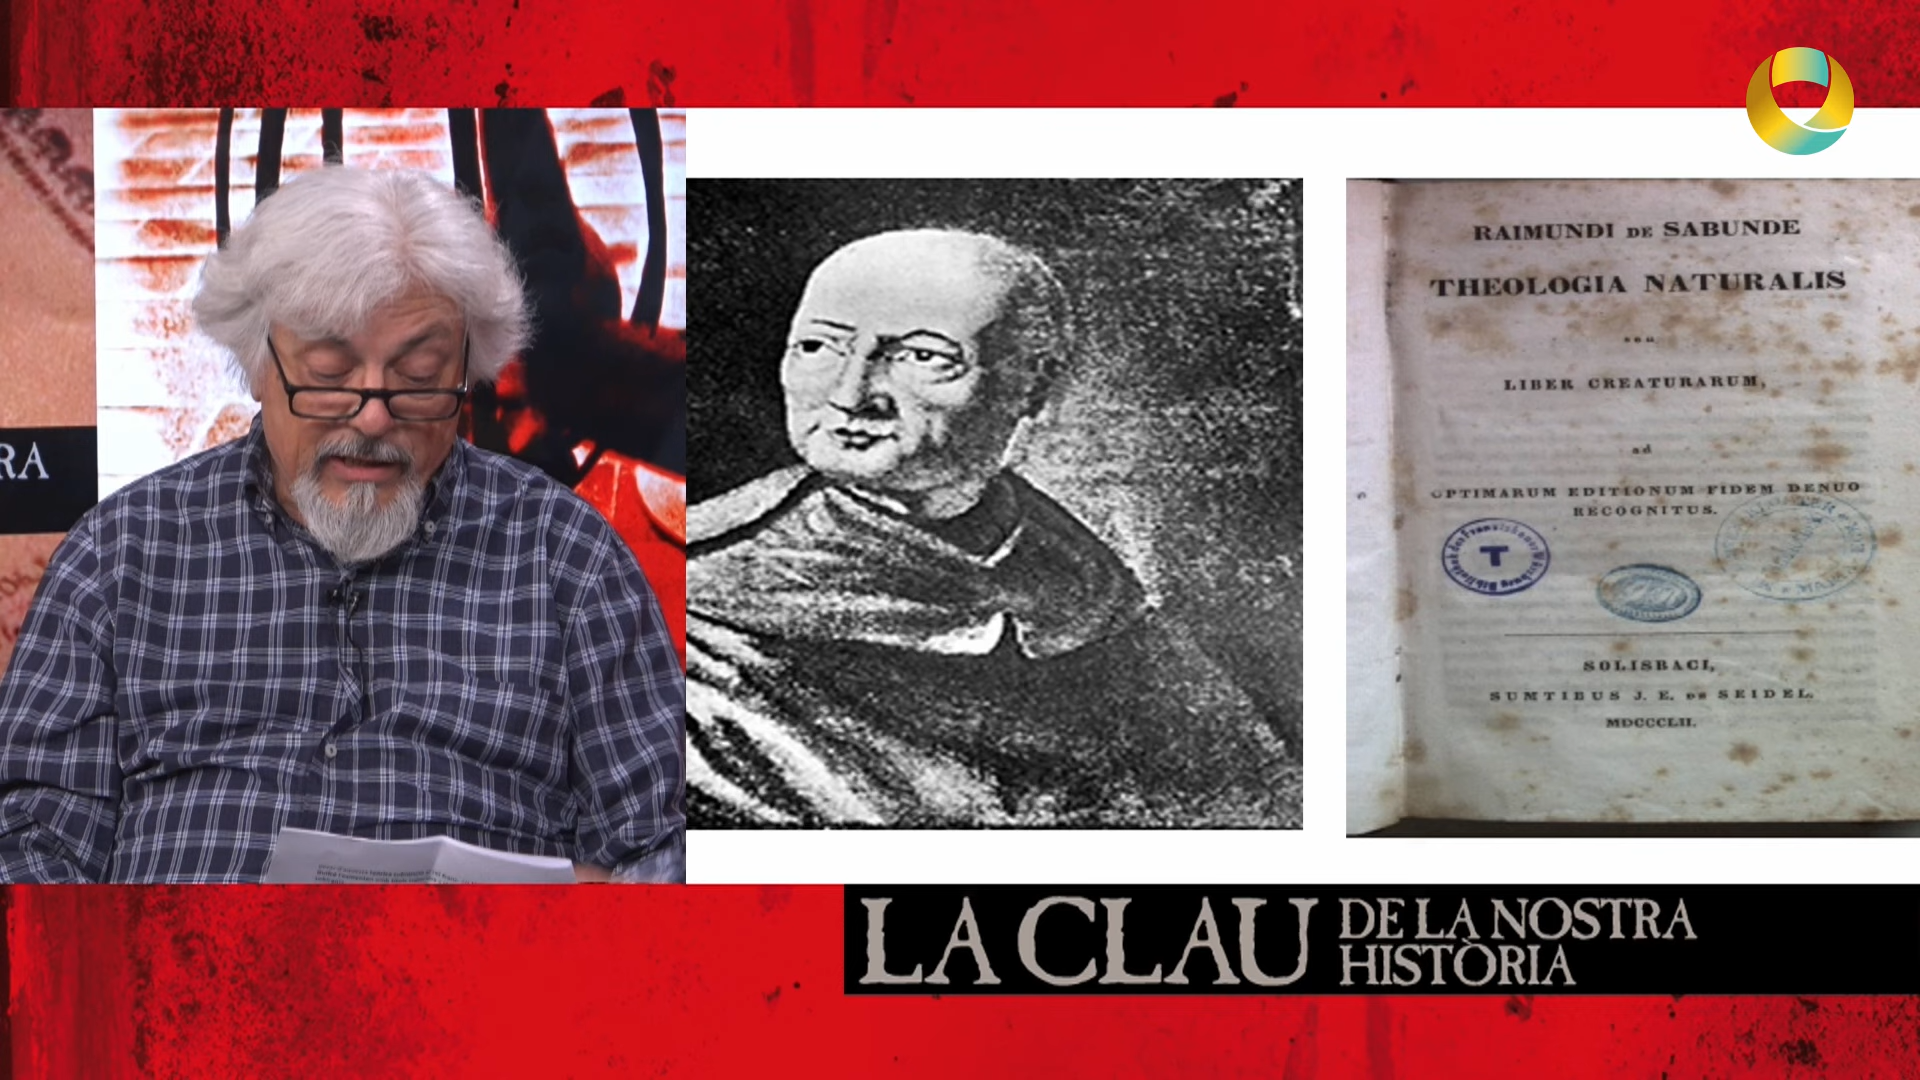 RA
RAIMUNDI DE SABUNDE
THEOLOGIA NATURALIS
seu
LIBER CREATURARUM,
ad
OPTIMARUM EDITIONUM FIDEM DENUO
RECOGNITUS.
T
SOLISBACI,
SUMTIBUS J. E. DE SEIDEL.
MDCCCLII.
LA CLAU DE LA NOSTRA
HISTÒRIA